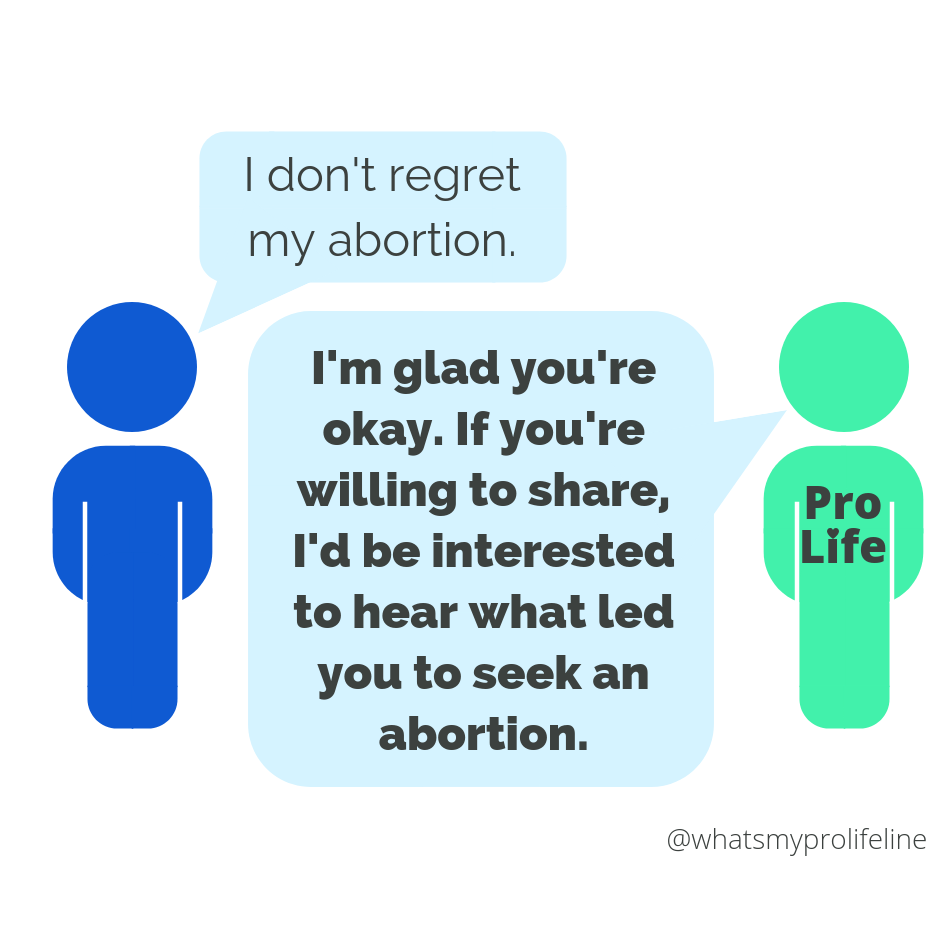 I don't regret
my abortion.
I'm glad you're
okay. If you're
willing to share,
I'd be interested
to hear what led
you to seek an
abortion.
Pro
Life
@whatsmyprolifeline